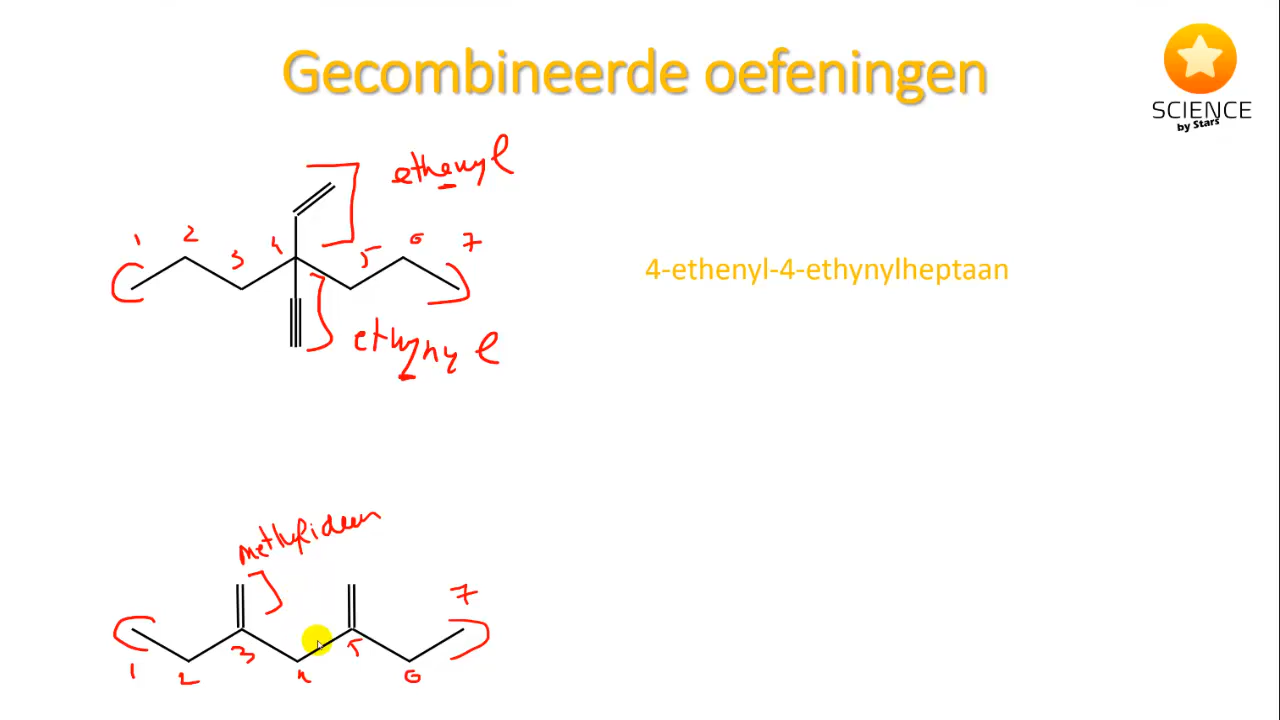 Gecombineerde oefeningen
SCIENCE
by Stars
ethenyl
1 2 3 4 5 6 7
4-ethenyl-4-ethynylheptaan
ethynyl
methylideen
7
1 2 3 4 5 6